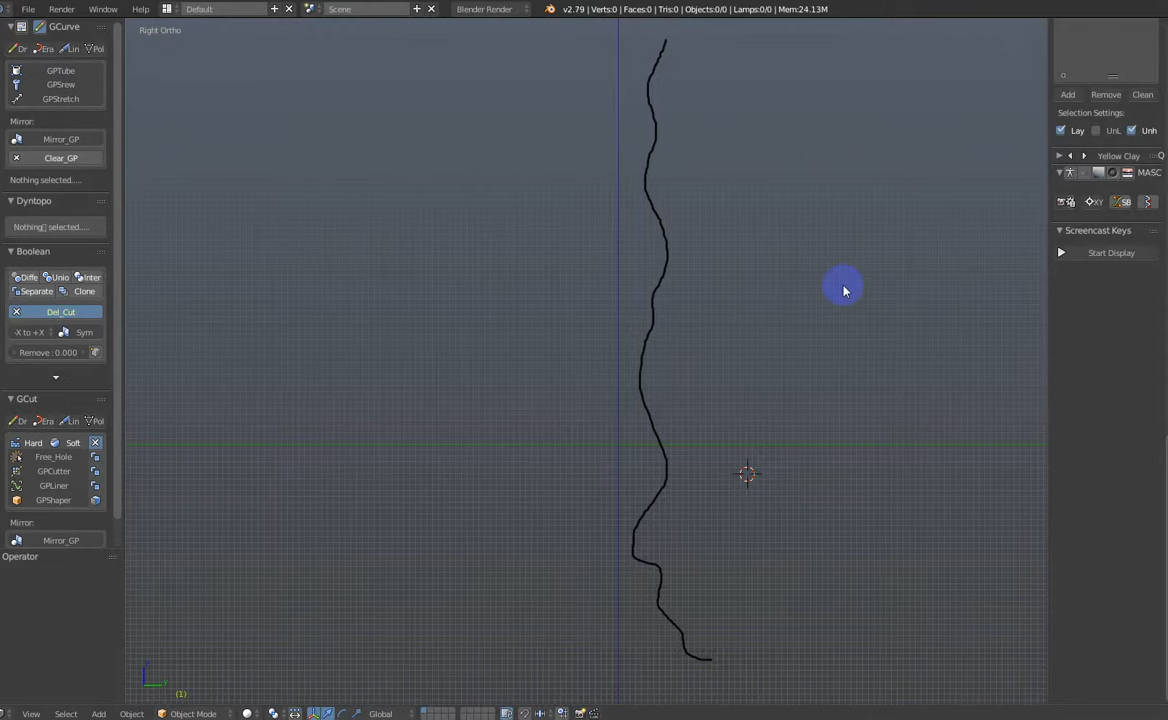 File Render Window Help Default Scene Blender Render v2.79 | Verts:0 | Faces:0 | Tris:0 | Objects:0/0 | Lamps:0/0 | Mem:24.13M
GCurve
Dr Era Lin Pol
GPTube
GPSrew
GPStretch
Mirror:
Mirror_GP
Clear_GP
Nothing selected.....
Dyntopo
Nothing selected.....
Boolean
Diffe Unio Inter
Separate Clone
Del_Cut
-X to +X Sym
Remove : 0.000
GCut
Dr Era Lin Pol
Hard Soft
Free_Hole
GPCutter
GPLiner
GPShaper
Mirror:
Mirror_GP
Operator
Right Ortho
(1)
Add Remove Clean
Selection Settings:
Lay UnL Unh
Yellow Clay
MASC
XY SB
Screencast Keys
Start Display
View Select Add Object Object Mode Global